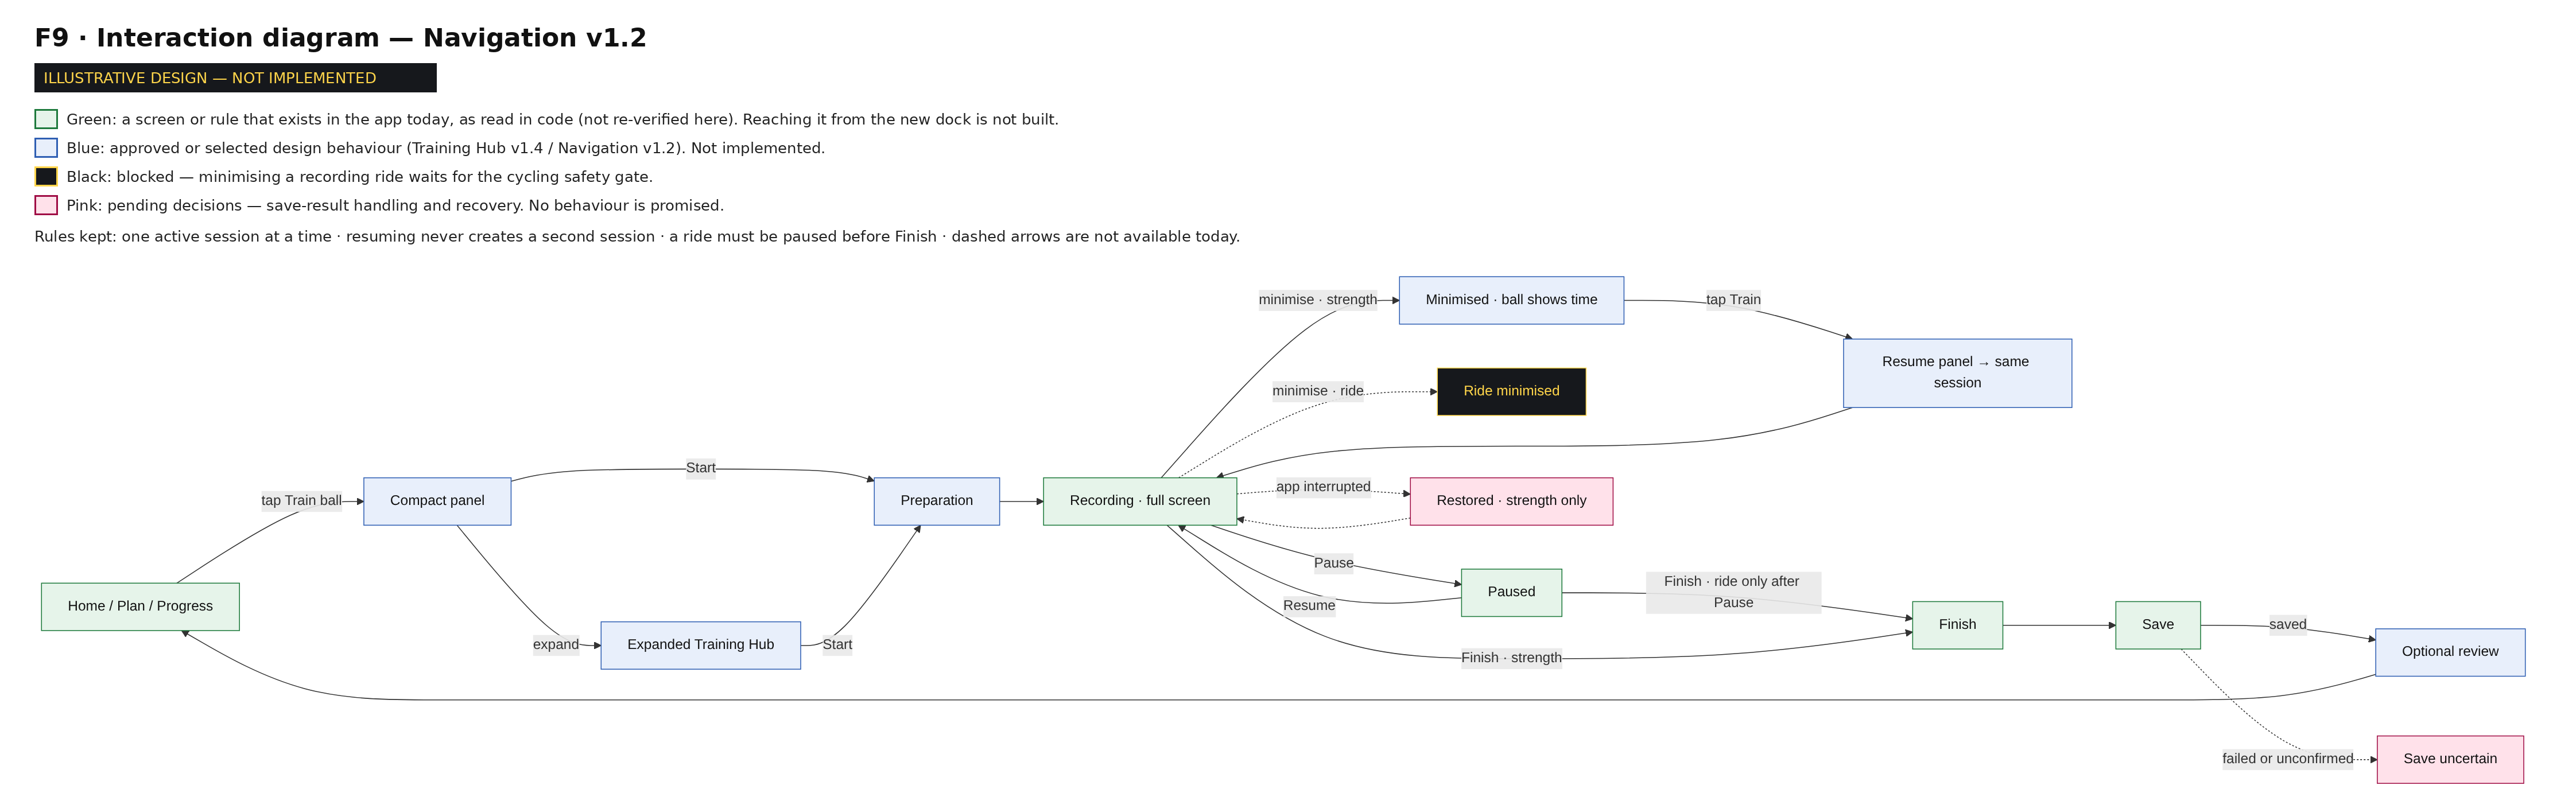 F9 · Interaction diagram — Navigation v1.2
ILLUSTRATIVE DESIGN — NOT IMPLEMENTED
Green: a screen or rule that exists in the app today, as read in code (not re-verified here). Reaching it from the new dock is not built.
Blue: approved or selected design behaviour (Training Hub v1.4 / Navigation v1.2). Not implemented.
Black: blocked — minimising a recording ride waits for the cycling safety gate.
Pink: pending decisions — save-result handling and recovery. No behaviour is promised.
Rules kept: one active session at a time · resuming never creates a second session · a ride must be paused before Finish · dashed arrows are not available today.
minimise · strength
Minimised · ball shows time
tap Train
Resume panel → same
session
minimise · ride
Ride minimised
Start
tap Train ball
Compact panel
Preparation
Recording · full screen
app interrupted
Restored · strength only
Pause
Home / Plan / Progress
Resume
Paused
Finish · ride only after
Pause
expand
Expanded Training Hub
Start
Finish · strength
Finish
Save
saved
Optional review
failed or unconfirmed
Save uncertain